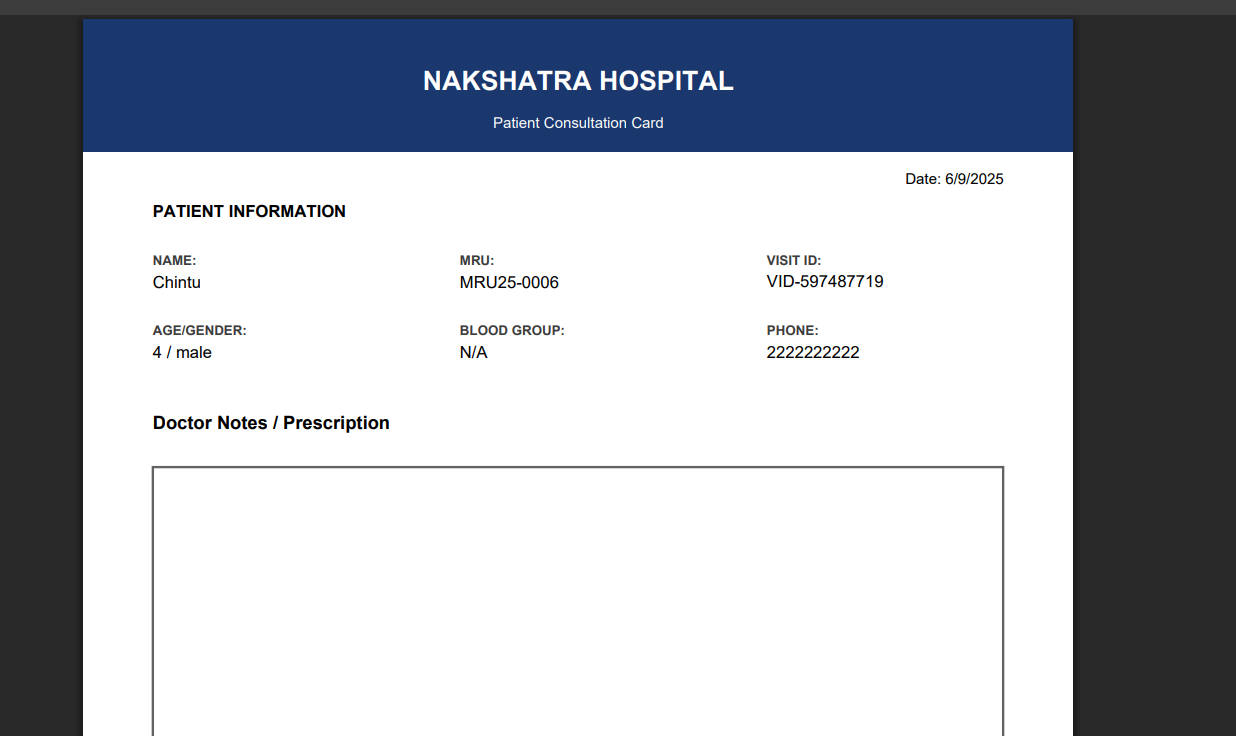 NAKSHATRA HOSPITAL
Patient Consultation Card
Date: 6/9/2025
PATIENT INFORMATION
NAME: MRU: VISIT ID:
Chintu MRU25-0006 VID-597487719
AGE/GENDER: BLOOD GROUP: PHONE:
4 / male N/A 2222222222
Doctor Notes / Prescription